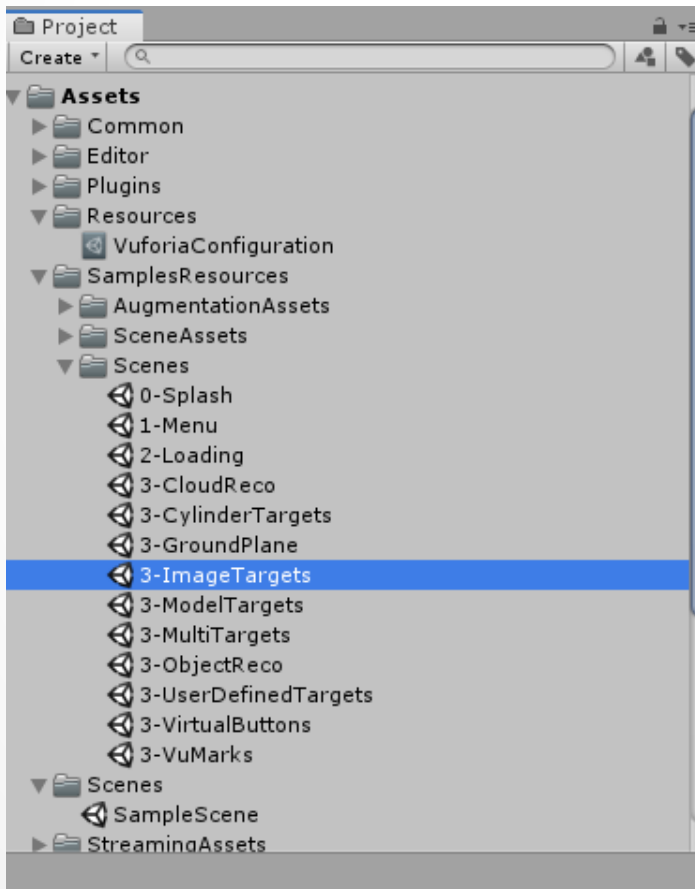 Project
Create
Assets
Common
Editor
Plugins
Resources
VuforiaConfiguration
SamplesResources
AugmentationAssets
SceneAssets
Scenes
0-Splash
1-Menu
2-Loading
3-CloudReco
3-CylinderTargets
3-GroundPlane
3-ImageTargets
3-ModelTargets
3-MultiTargets
3-ObjectReco
3-UserDefinedTargets
3-VirtualButtons
3-VuMarks
Scenes
SampleScene
StreamingAssets